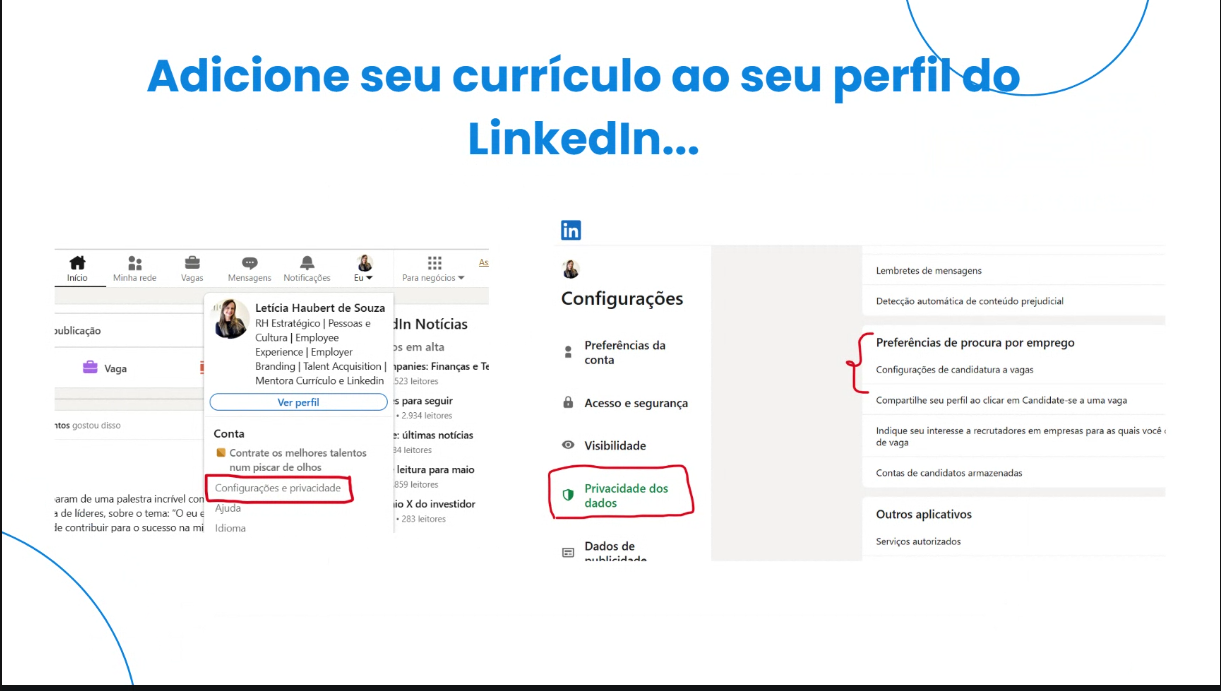 Adicione seu currículo ao seu perfil do
LinkedIn...
Início
Minha rede
Vagas
Mensagens
Notificações
Eu
Para negócios
As
publicação
Vaga
gostou disso
aram de uma palestra incrível com
a de líderes, sobre o tema: "O eu e
de contribuir para o sucesso na mi
Letícia Haubert de Souza
RH Estratégico | Pessoas e
Cultura | Employee
Experience | Employer
Branding | Talent Acquisition |
Mentora Currículo e Linkedin
Ver perfil
Conta
Contrate os melhores talentos
num piscar de olhos
Configurações e privacidade
Ajuda
Idioma
dIn Notícias
os em alta
mpanies: Finanças e Te
523 leitores
s para seguir
• 2.934 leitores
e: últimas notícias
34 leitores
leitura para maio
859 leitores
io X do investidor
• 283 leitores
in
Configurações
Preferências da
conta
Acesso e segurança
Visibilidade
Privacidade dos
dados
Dados de
publicidade
Lembretes de mensagens
Detecção automática de conteúdo prejudicial
Preferências de procura por emprego
Configurações de candidatura a vagas
Compartilhe seu perfil ao clicar em Candidate-se a uma vaga
Indique seu interesse a recrutadores em empresas para as quais você
de vaga
Contas de candidatos armazenadas
Outros aplicativos
Serviços autorizados